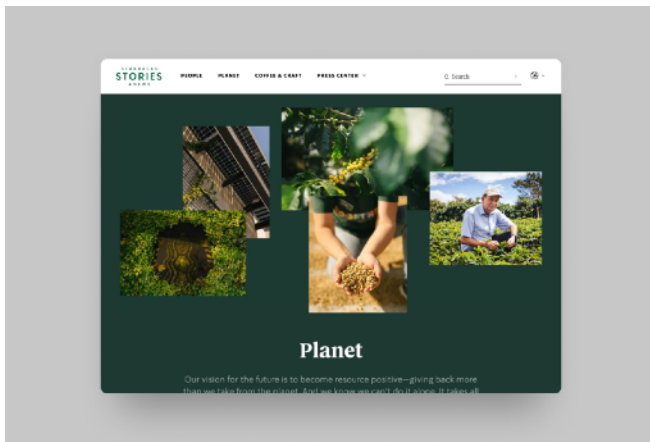 STARBUCKS
STORIES
& NEWS
PEOPLE PLANET COFFEE & CRAFT PRESS CENTER
Search
Planet
Our vision for the future is to become resource positive—giving back more
than we take from the planet. And we know we can't do it alone. It takes all